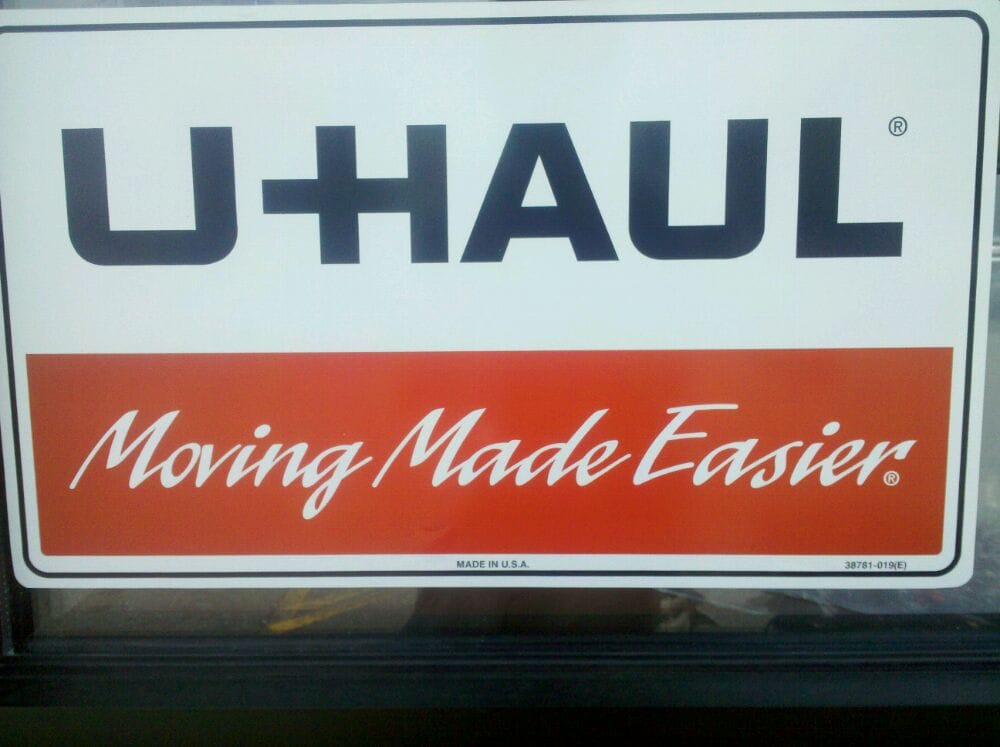 U-HAUL®
Moving Made Easier®
MADE IN U.S.A.
38781-019(E)